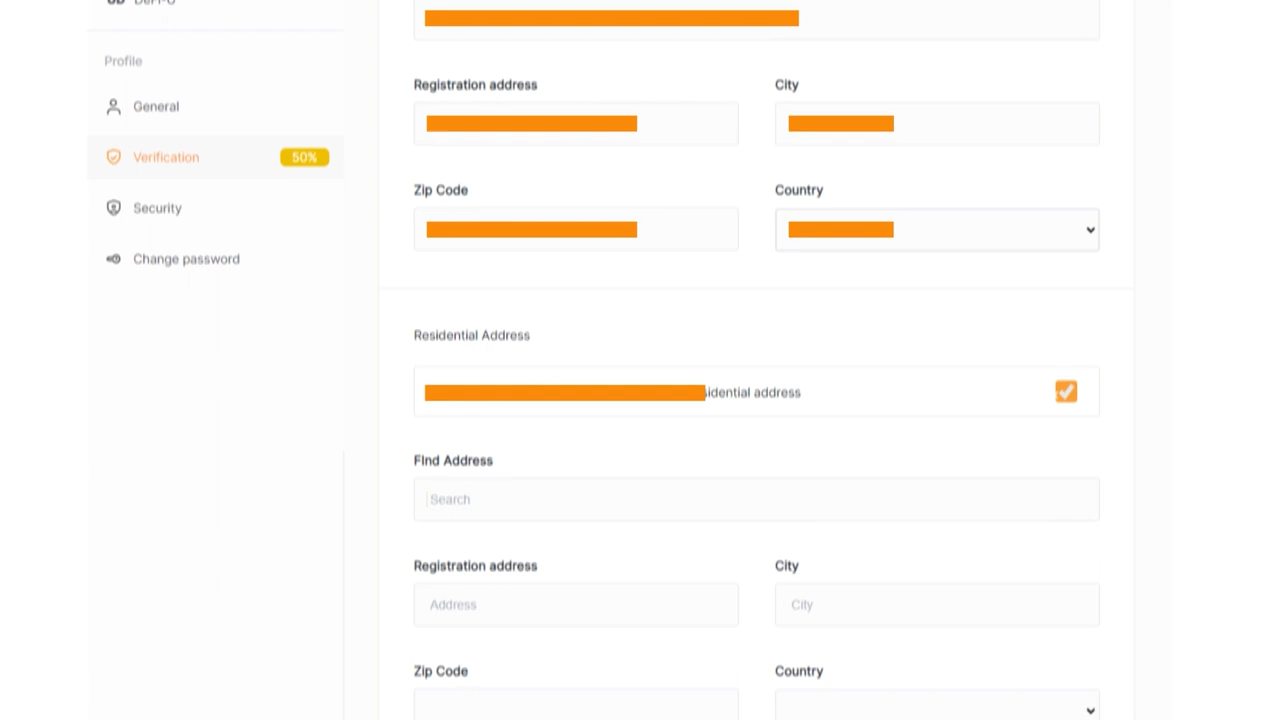 Profile
General
Verification 50%
Security
Change password
Registration address City
Zip Code Country
Residential Address
idential address
FInd Address
Search
Registration address City
Address City
Zip Code Country